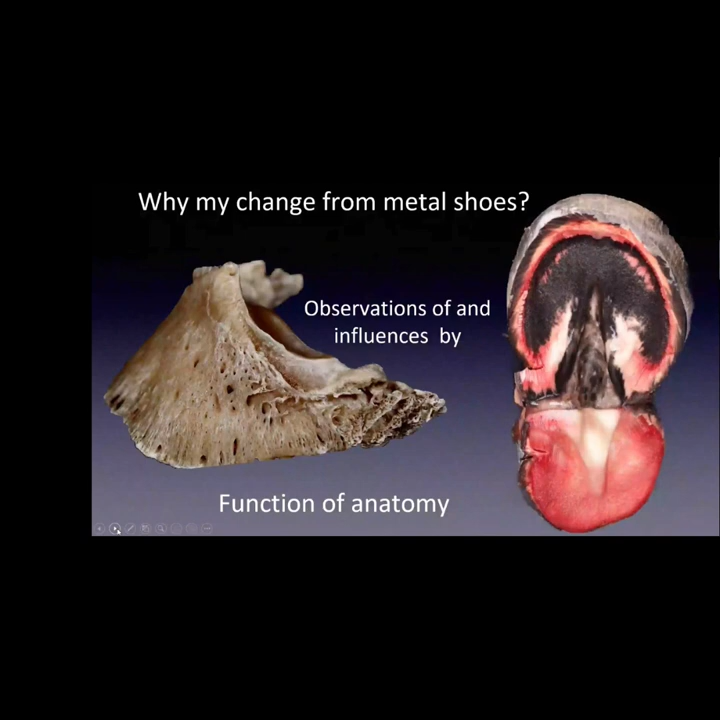 Why my change from metal shoes?
Observations of and
influences by
Function of anatomy